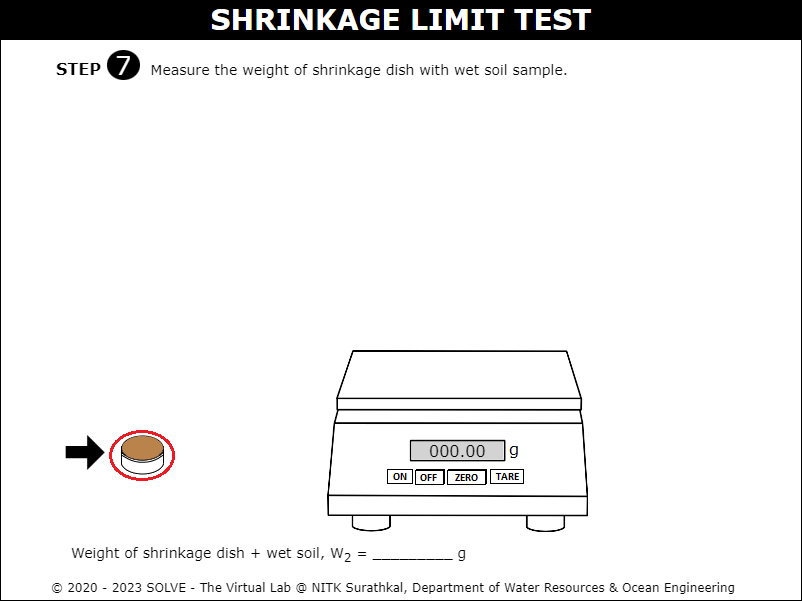 SHRINKAGE LIMIT TEST
STEP 7 Measure the weight of shrinkage dish with wet soil sample.
000.00 g
ON OFF ZERO TARE
Weight of shrinkage dish + wet soil, W2 = _________ g
© 2020 - 2023 SOLVE - The Virtual Lab @ NITK Surathkal, Department of Water Resources & Ocean Engineering